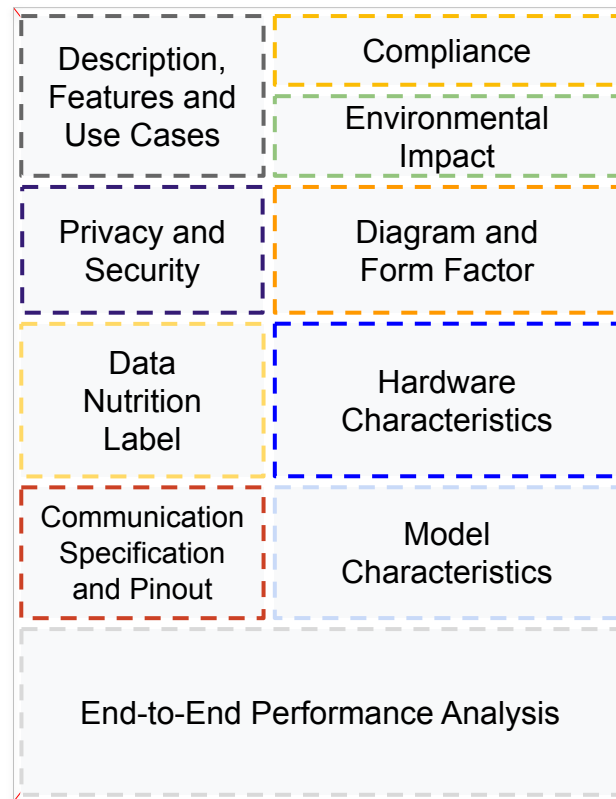 Description,
Features and
Use Cases
Compliance
Environmental
Impact
Privacy and
Security
Diagram and
Form Factor
Data
Nutrition
Label
Hardware
Characteristics
Communication
Specification
and Pinout
Model
Characteristics
End-to-End Performance Analysis